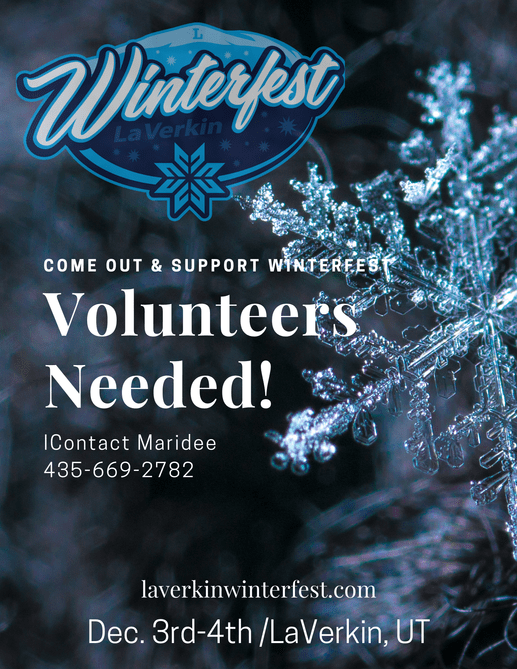 L
Winterfest
LaVerkin
COME OUT & SUPPORT WINTERFEST
Volunteers
Needed!
IContact Maridee
435-669-2782
laverkinwinterfest.com
Dec. 3rd-4th /LaVerkin, UT